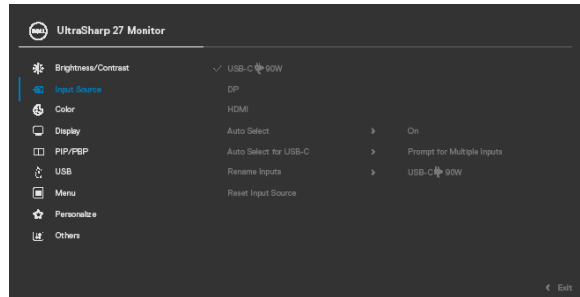 DELL UltraSharp 27 Monitor
Brightness/Contrast
Input Source
Color
Display
PIP/PBP
USB
Menu
Personalize
Others
USB-C 90W
DP
HDMI
Auto Select On
Auto Select for USB-C Prompt for Multiple Inputs
Rename Inputs USB-C 90W
Reset Input Source
Exit